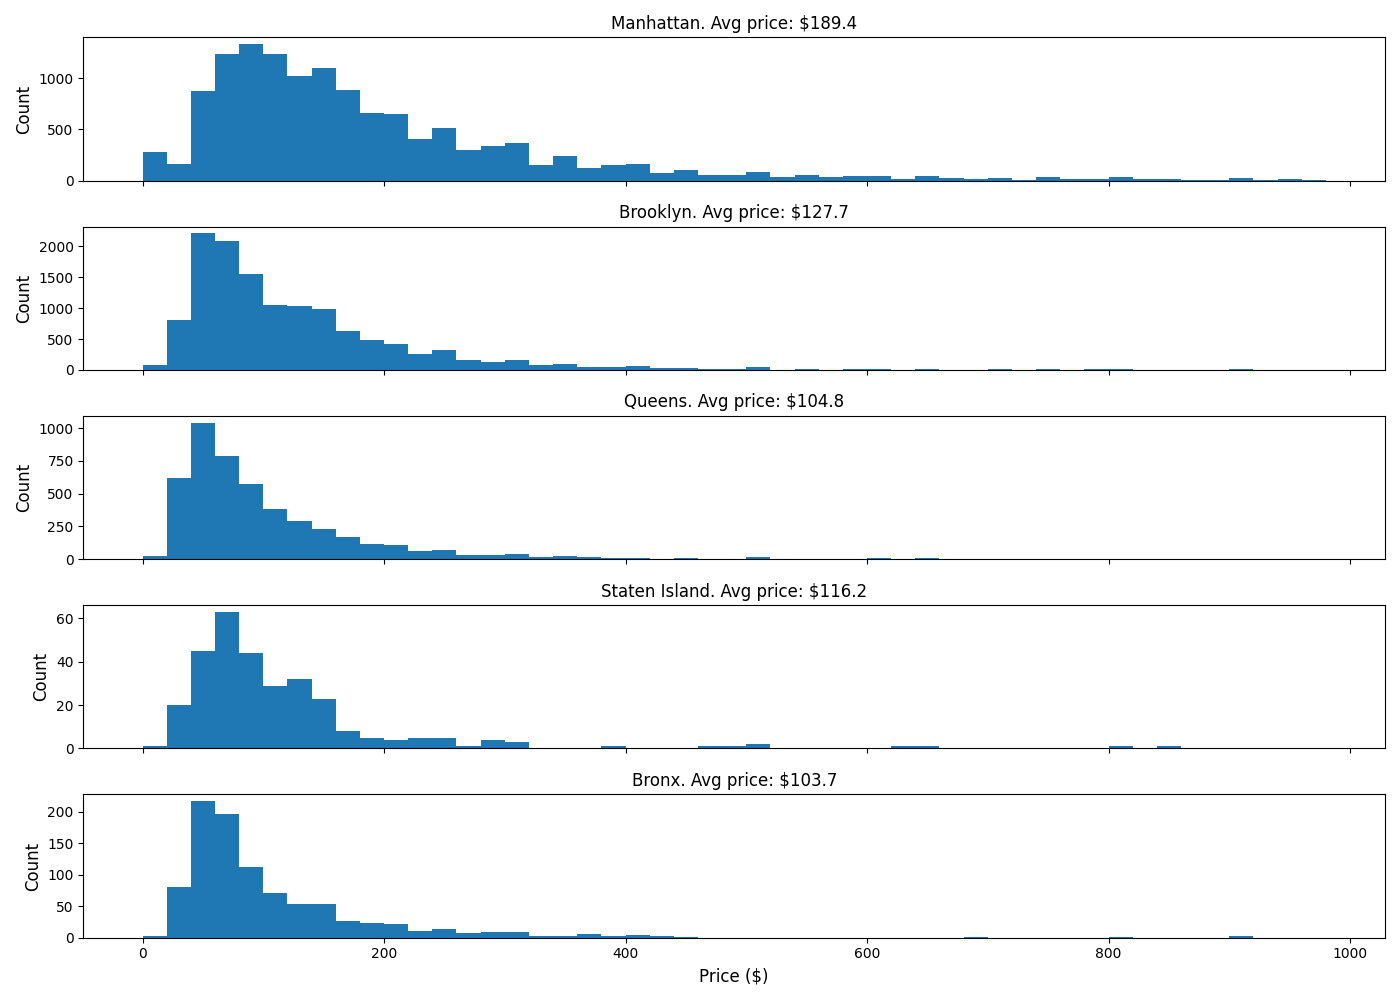 Manhattan. Avg price: $189.4
Count
1000
500
0
Brooklyn. Avg price: $127.7
Count
2000
1500
1000
500
0
Queens. Avg price: $104.8
Count
1000
750
500
250
0
Staten Island. Avg price: $116.2
Count
60
40
20
0
Bronx. Avg price: $103.7
Count
200
150
100
50
0
0 200 400 600 800 1000
Price ($)